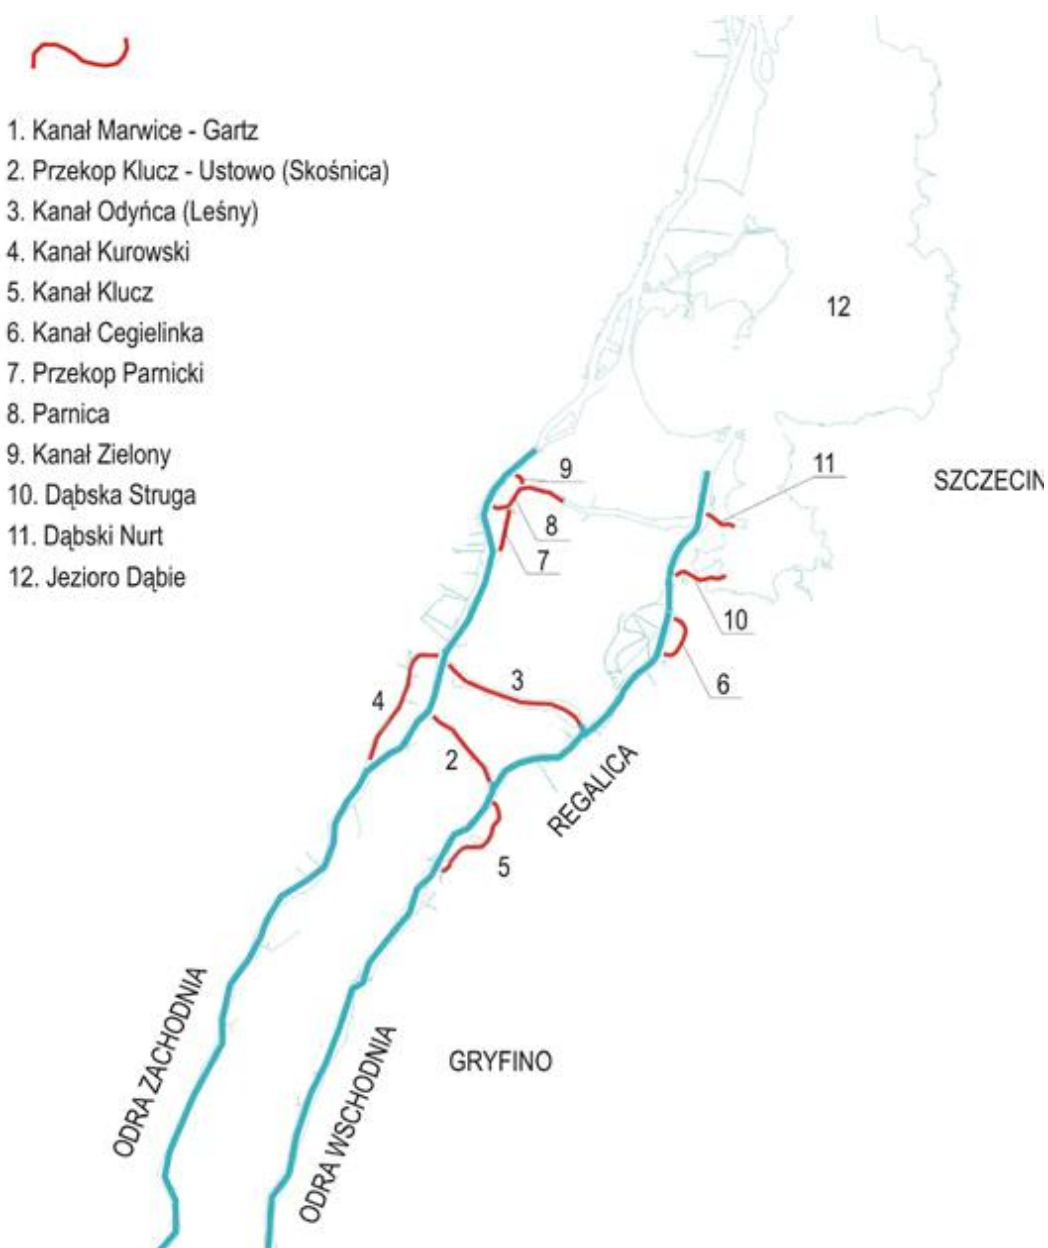 1. Kanał Marwice - Gartz
2. Przekop Klucz - Ustowo (Skośnica)
3. Kanał Odyńca (Leśny)
4. Kanał Kurowski
5. Kanał Klucz
6. Kanał Cegielinka
7. Przekop Parnicki
8. Parnica
9. Kanał Zielony
10. Dąbska Struga
11. Dąbski Nurt
12. Jezioro Dąbie
12
11
SZCZECIN
9
8
7
10
6
3
4
2
REGALICA
5
ODRA ZACHODNIA
ODRA WSCHODNIA
GRYFINO